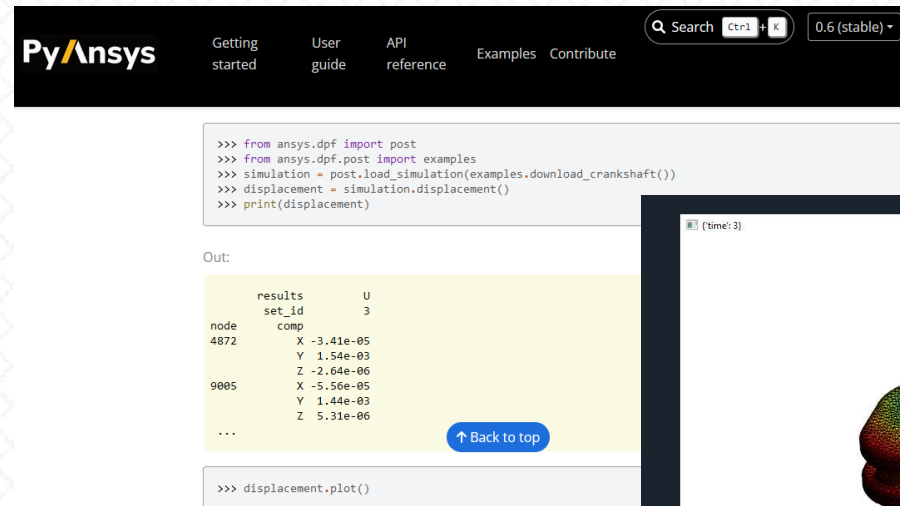 PyAnsys
Getting started
User guide
API reference
Examples
Contribute
Search Ctrl + K
0.6 (stable)
>>> from ansys.dpf import post
>>> from ansys.dpf.post import examples
>>> simulation = post.load_simulation(examples.download_crankshaft())
>>> displacement = simulation.displacement()
>>> print(displacement)
{'time': 3}
Out:
results U
set_id 3
node comp
4872 X -3.41e-05
Y 1.54e-03
Z -2.64e-06
9005 X -5.56e-05
Y 1.44e-03
Z 5.31e-06
...
Back to top
>>> displacement.plot()